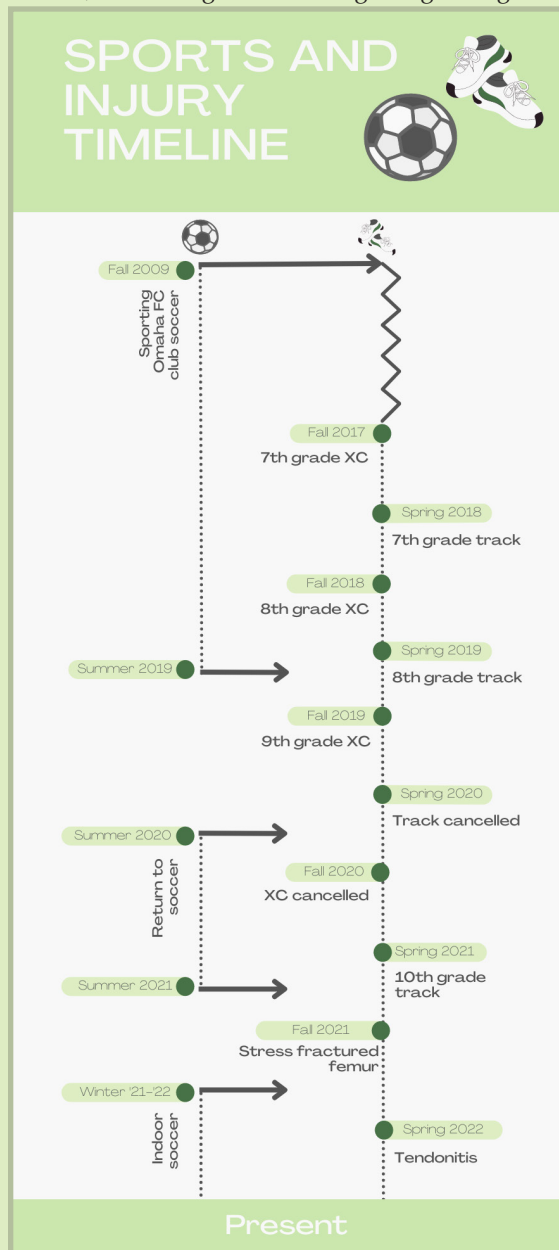 SPORTS AND
INJURY
TIMELINE
Fall 2009
Sporting
Omaha FC
club soccer
Fall 2017
7th grade XC
Spring 2018
7th grade track
Fall 2018
8th grade XC
Spring 2019
8th grade track
Summer 2019
Fall 2019
9th grade XC
Spring 2020
Track cancelled
Summer 2020
Return to
soccer
Fall 2020
XC cancelled
Spring 2021
10th grade
track
Summer 2021
Fall 2021
Stress fractured
femur
Winter '21-'22
Indoor
soccer
Spring 2022
Tendonitis
Present